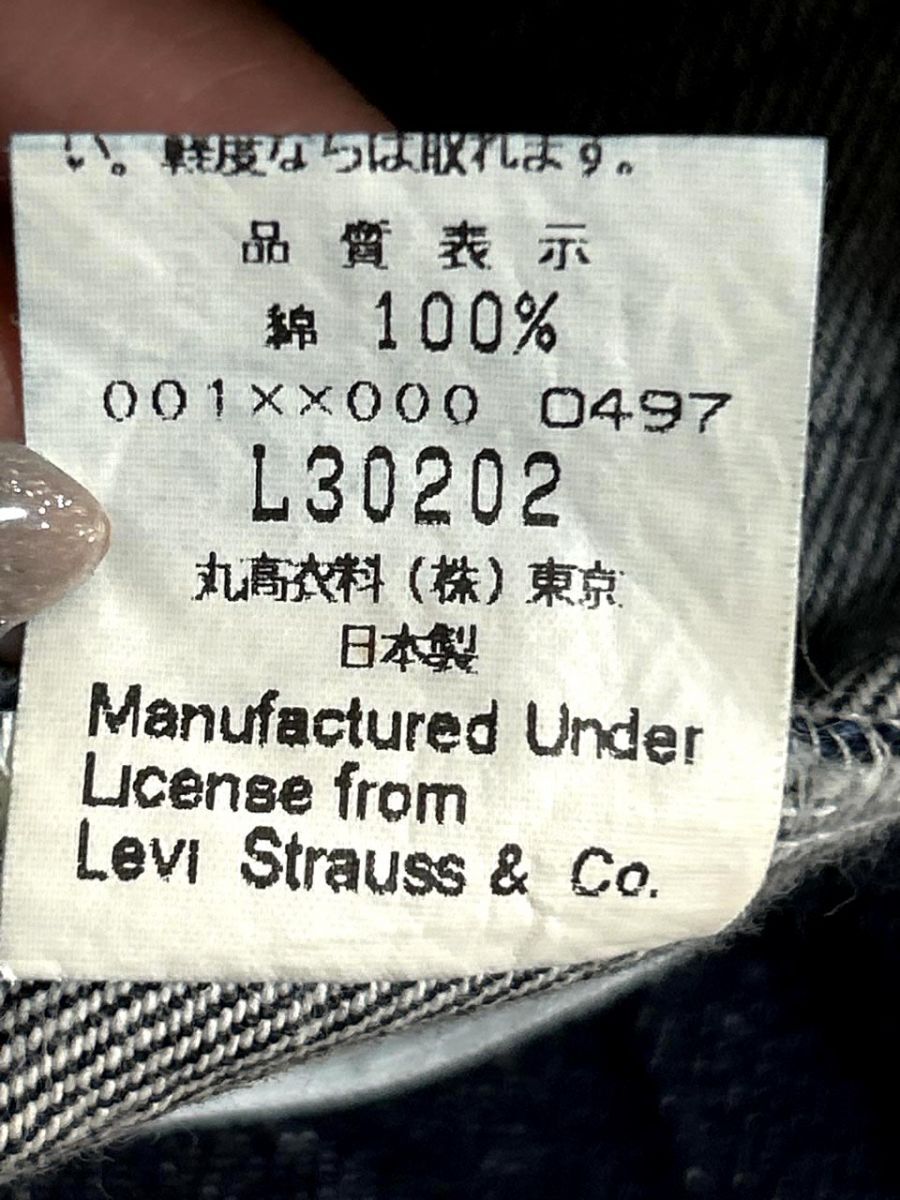 い。軽度ならば取れます。
品質表示
綿 100%
001××000 0497
L30202
丸高衣料(株)東京
日本製
Manufactured Under
License from
Levi Strauss & Co.